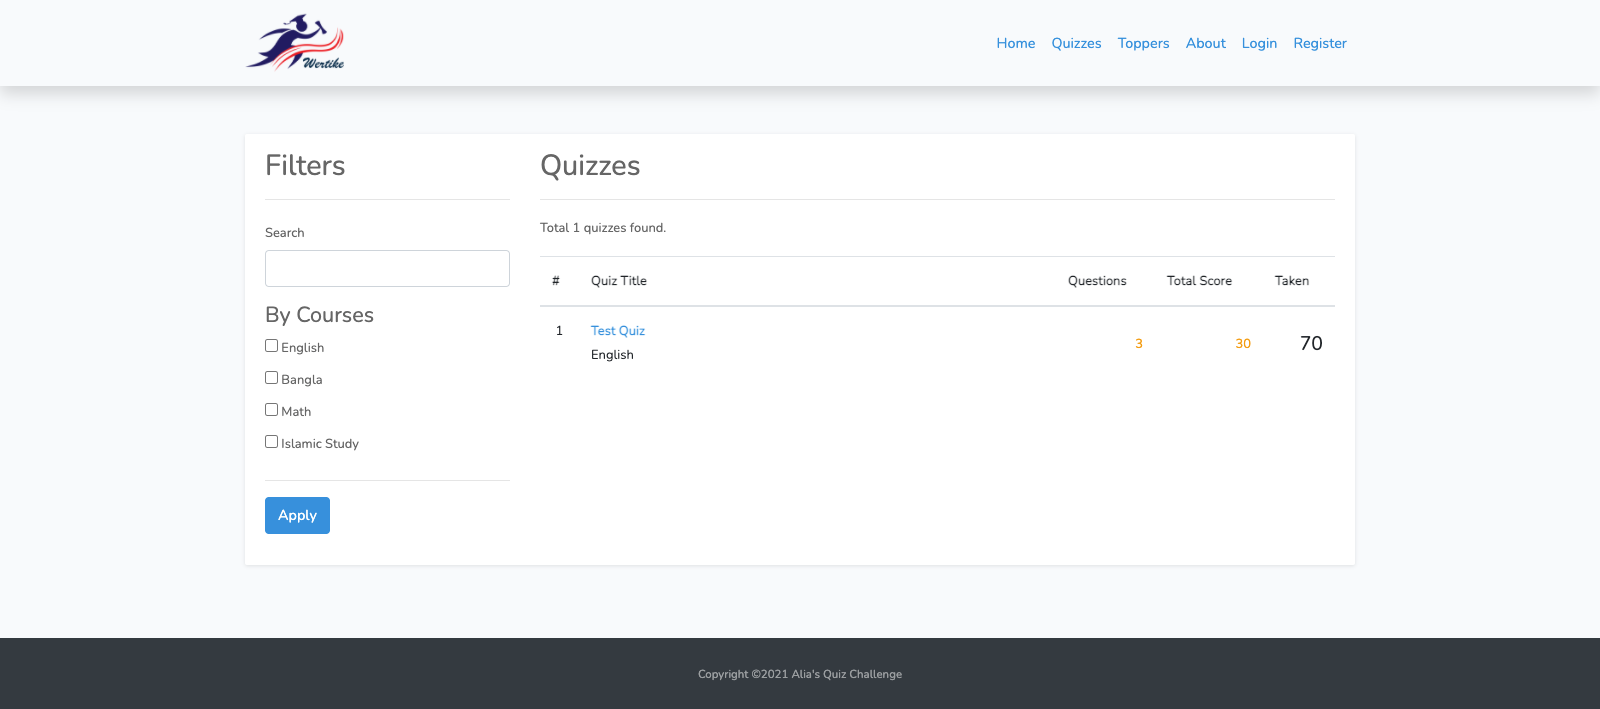 Wertike
Home Quizzes Toppers About Login Register
Filters
Search
By Courses
English
Bangla
Math
Islamic Study
Apply
Quizzes
Total 1 quizzes found.
# Quiz Title Questions Total Score Taken
1 Test Quiz 3 30 70
English
Copyright ©2021 Alia's Quiz Challenge